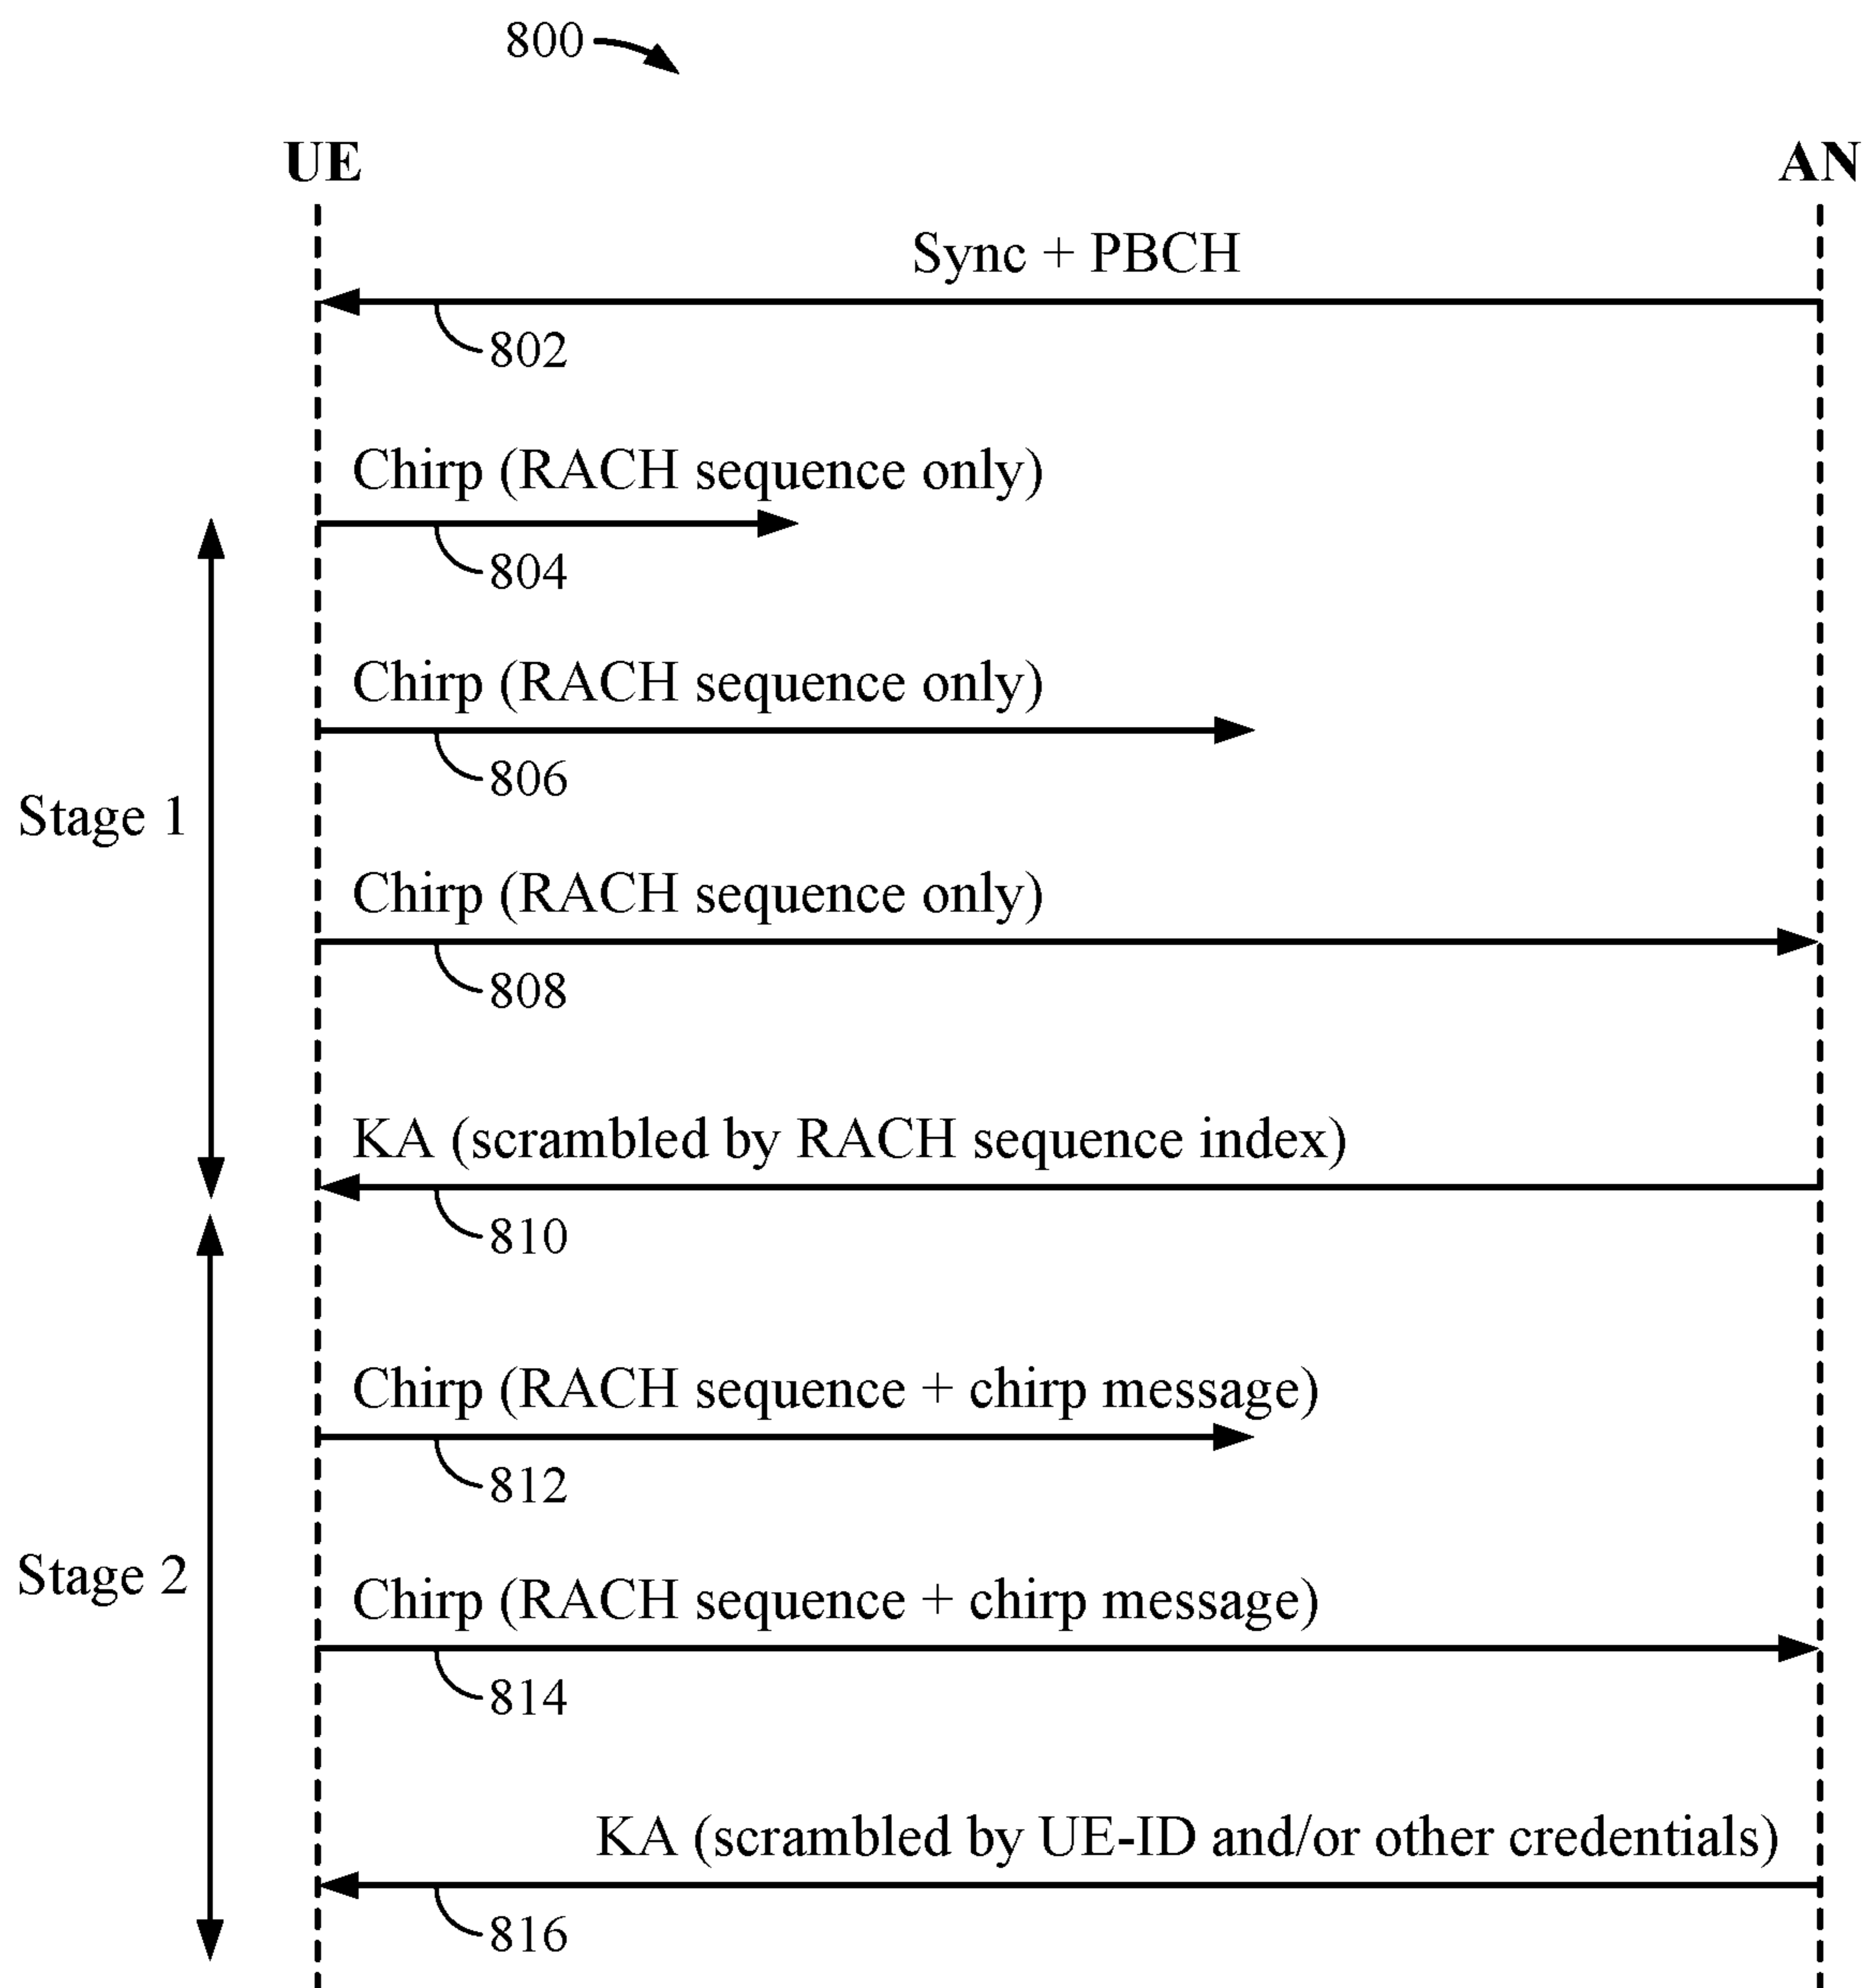 800
UE
AN
Sync + PBCH
802
Chirp (RACH sequence only)
804
Chirp (RACH sequence only)
806
Stage 1
Chirp (RACH sequence only)
808
KA (scrambled by RACH sequence index)
810
Chirp (RACH sequence + chirp message)
812
Stage 2
Chirp (RACH sequence + chirp message)
814
KA (scrambled by UE-ID and/or other credentials)
816